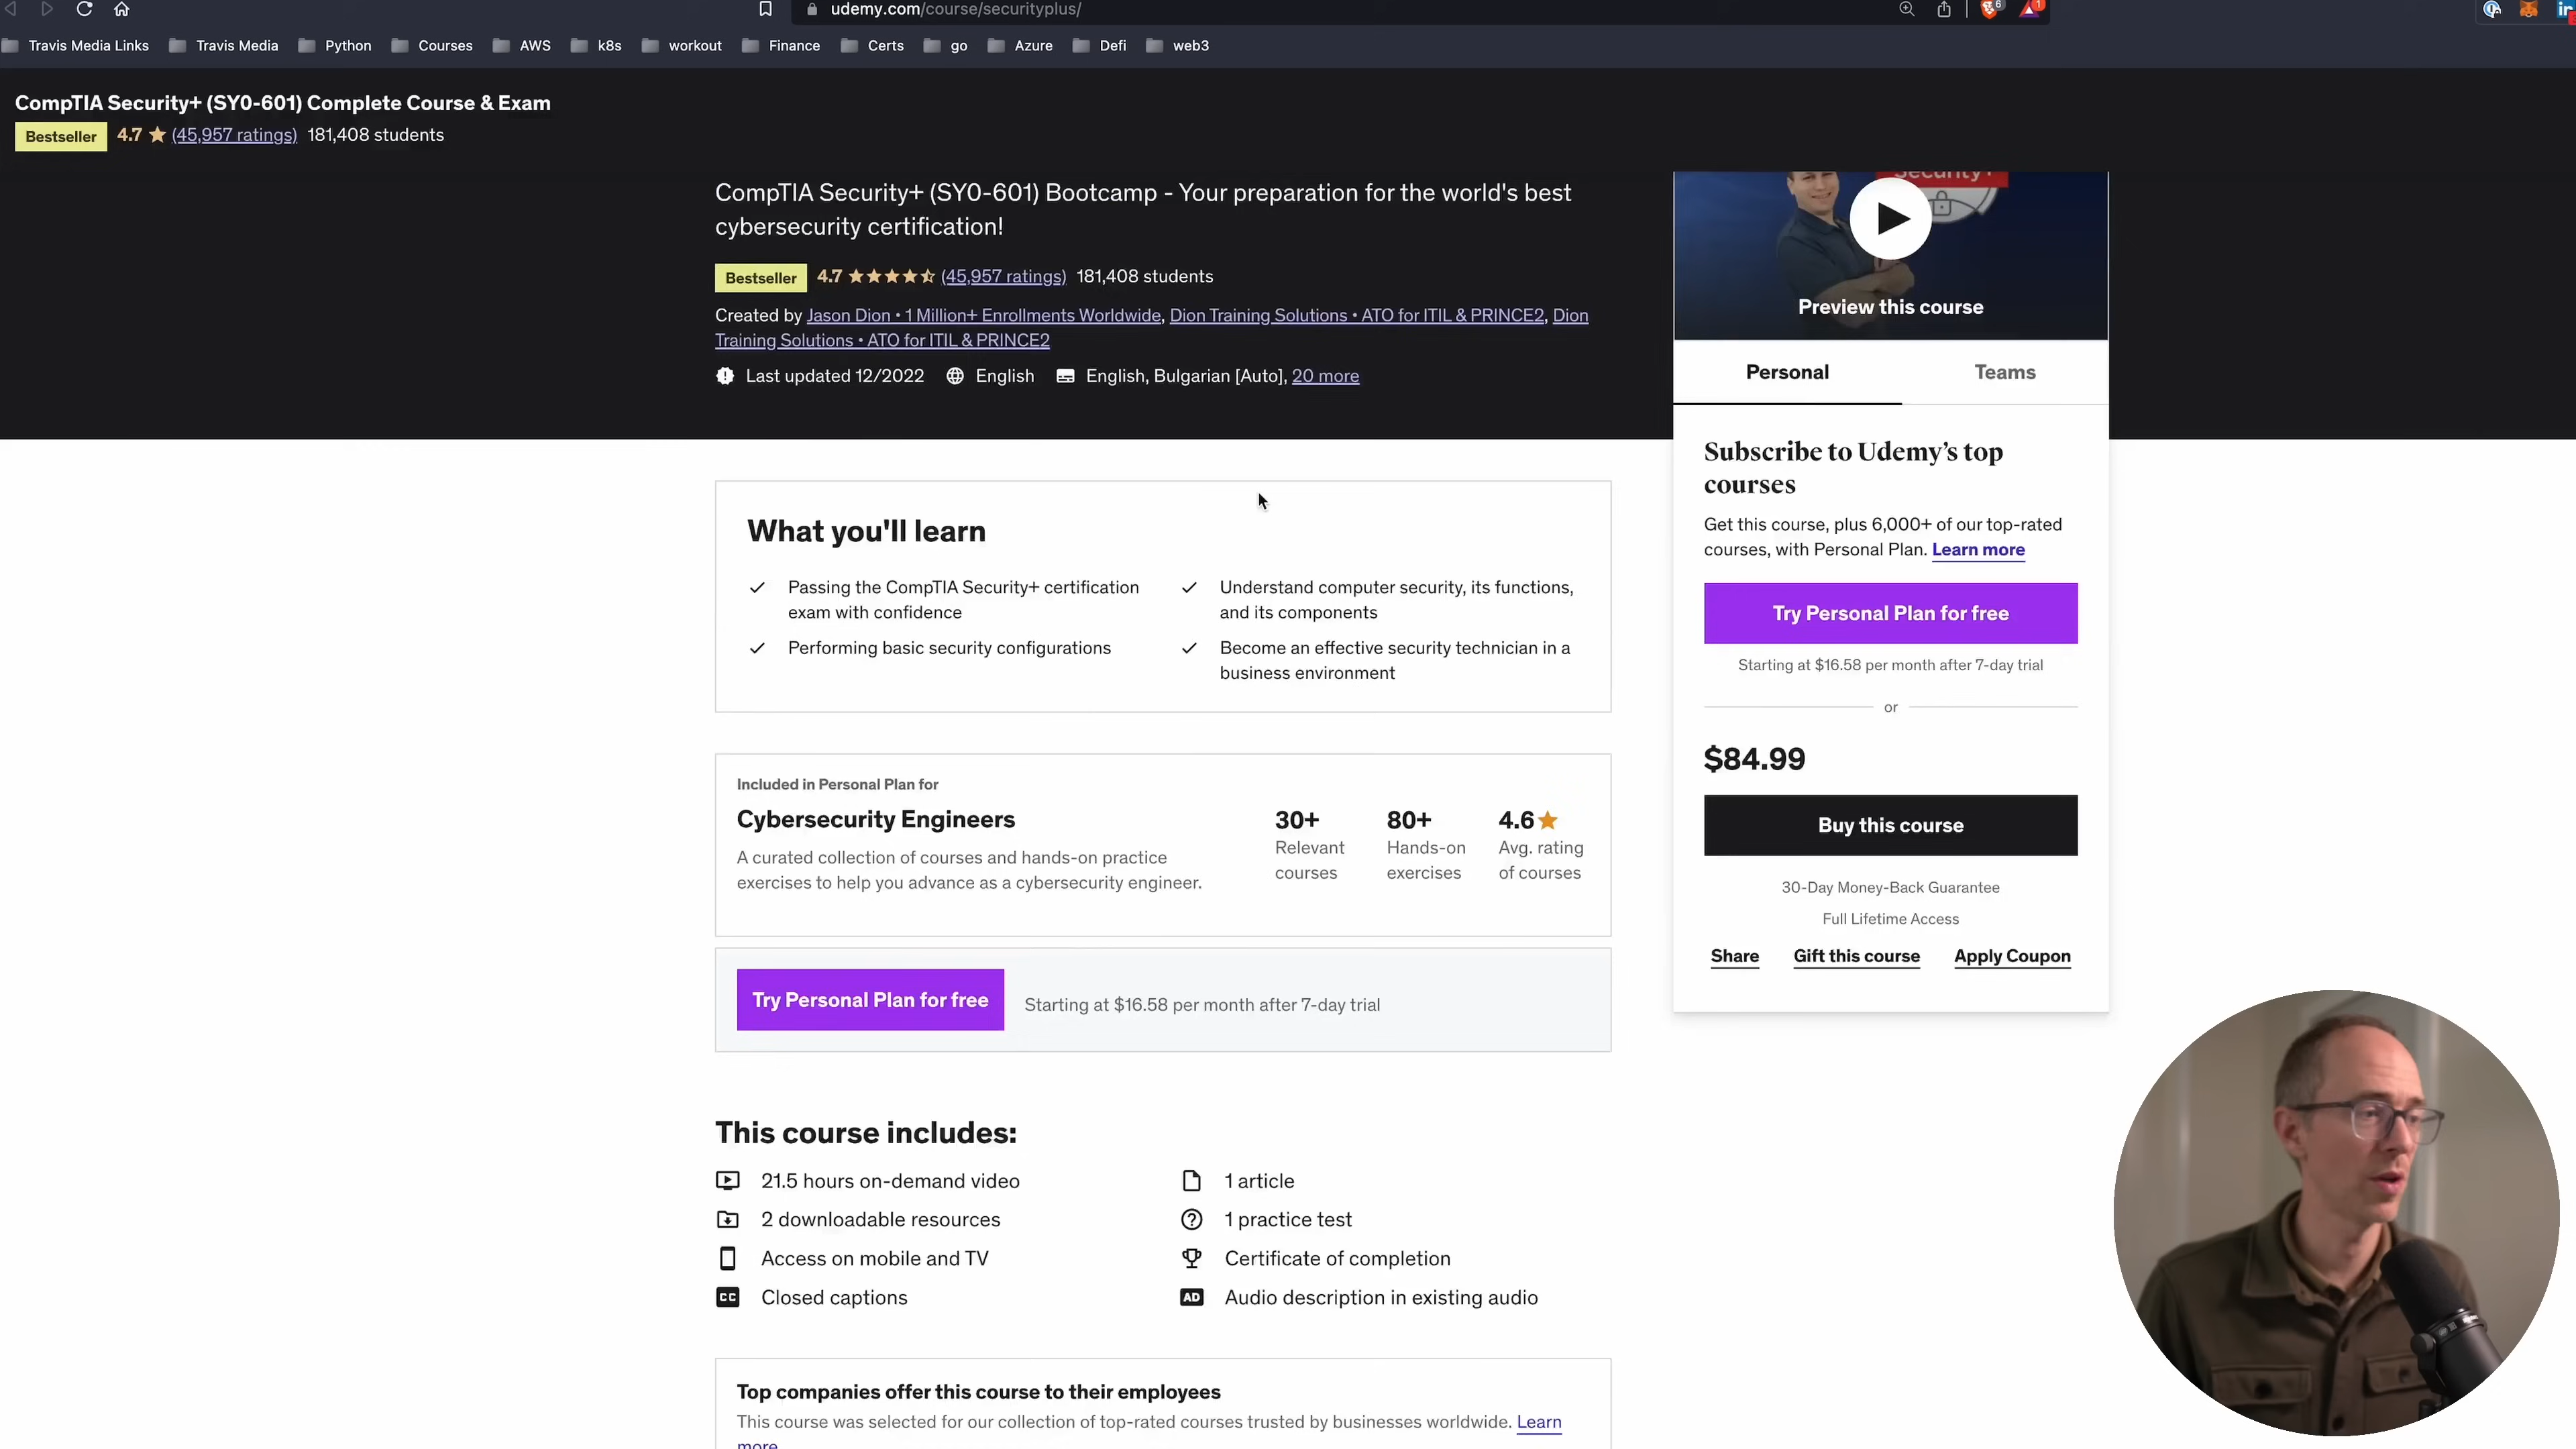 udemy.com/course/securityplus/
6
1
Travis Media Links
Travis Media
Python
Courses
AWS
k8s
workout
Finance
Certs
go
Azure
Defi
web3
CompTIA Security+ (SY0-601) Complete Course & Exam
Bestseller 4.7 (45,957 ratings) 181,408 students
CompTIA Security+ (SY0-601) Bootcamp - Your preparation for the world's best
cybersecurity certification!
Bestseller 4.7 (45,957 ratings) 181,408 students
Created by Jason Dion • 1 Million+ Enrollments Worldwide, Dion Training Solutions • ATO for ITIL & PRINCE2, Dion
Training Solutions • ATO for ITIL & PRINCE2
Last updated 12/2022 English English, Bulgarian [Auto], 20 more
Security+
Preview this course
Personal Teams
Subscribe to Udemy's top
courses
Get this course, plus 6,000+ of our top-rated
courses, with Personal Plan. Learn more
Try Personal Plan for free
Starting at $16.58 per month after 7-day trial
or
$84.99
Buy this course
30-Day Money-Back Guarantee
Full Lifetime Access
Share Gift this course Apply Coupon
What you'll learn
Passing the CompTIA Security+ certification
exam with confidence
Performing basic security configurations
Understand computer security, its functions,
and its components
Become an effective security technician in a
business environment
Included in Personal Plan for
Cybersecurity Engineers
A curated collection of courses and hands-on practice
exercises to help you advance as a cybersecurity engineer.
30+
Relevant
courses
80+
Hands-on
exercises
4.6
Avg. rating
of courses
Try Personal Plan for free
Starting at $16.58 per month after 7-day trial
This course includes:
21.5 hours on-demand video
2 downloadable resources
Access on mobile and TV
CC Closed captions
1 article
1 practice test
Certificate of completion
AD Audio description in existing audio
Top companies offer this course to their employees
This course was selected for our collection of top-rated courses trusted by businesses worldwide. Learn
more